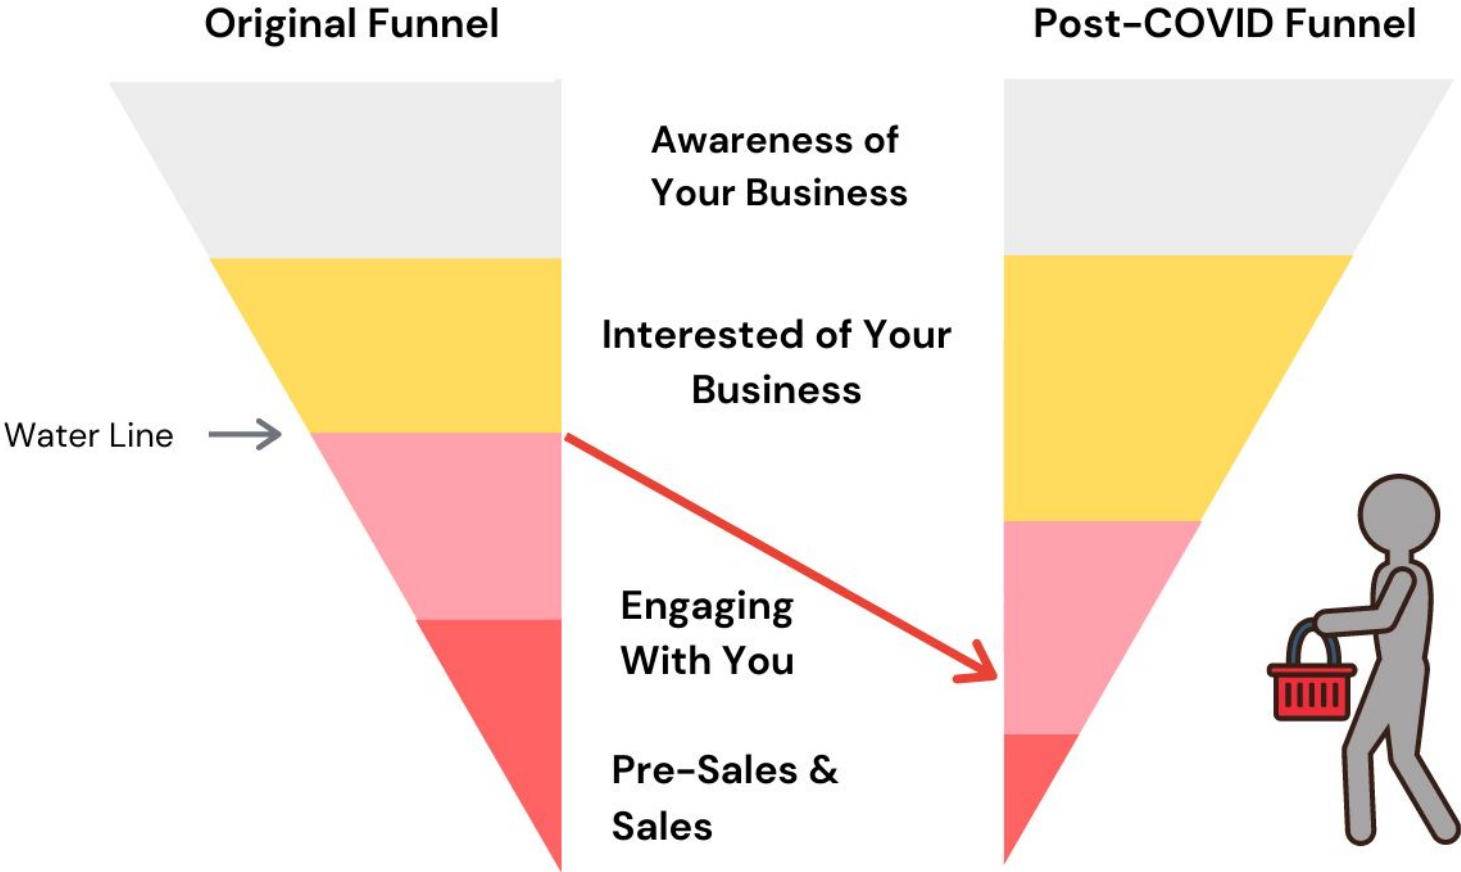 Original Funnel
Post-COVID Funnel
Awareness of
Your Business
Interested of Your
Business
Water Line
Engaging
With You
Pre-Sales &
Sales